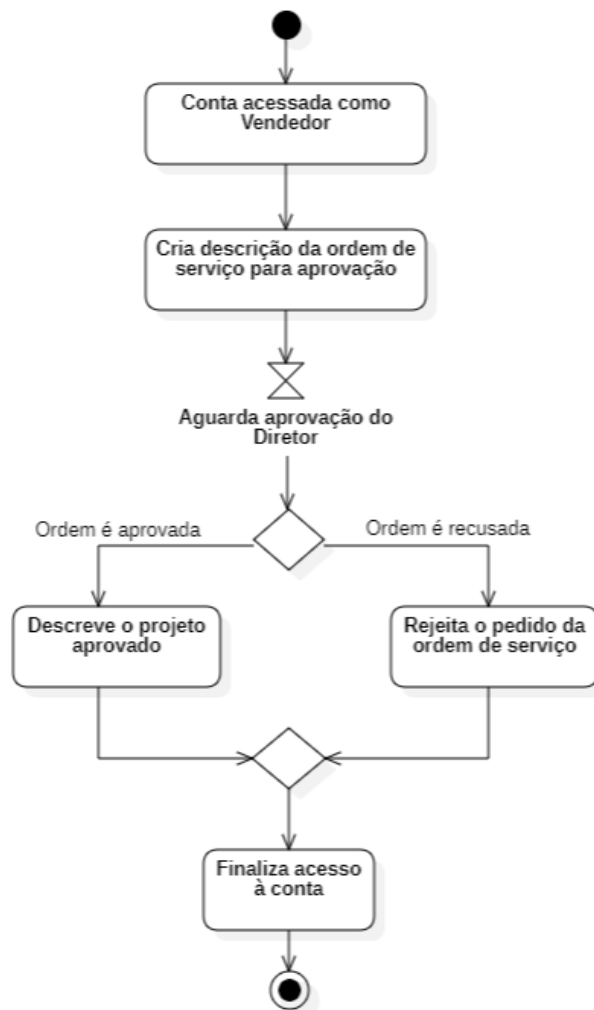 Conta acessada como
Vendedor
Cria descrição da ordem de
serviço para aprovação
Aguarda aprovação do
Diretor
Ordem é aprovada
Ordem é recusada
Descreve o projeto
aprovado
Rejeita o pedido da
ordem de serviço
Finaliza acesso
à conta